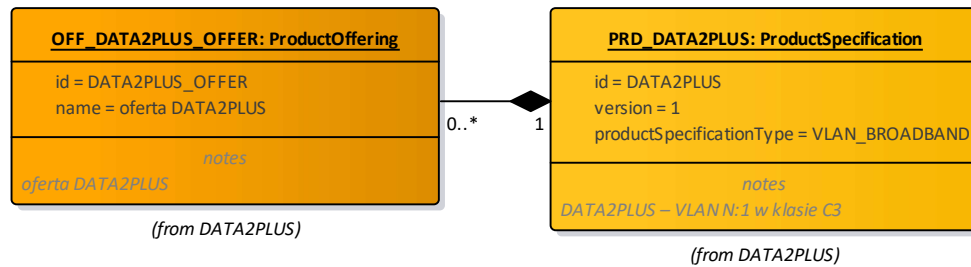 OFF_DATA2PLUS_OFFER: ProductOffering
id = DATA2PLUS_OFFER
name = oferta DATA2PLUS
notes
oferta DATA2PLUS
(from DATA2PLUS)
0..*
1
PRD_DATA2PLUS: ProductSpecification
id = DATA2PLUS
version = 1
productSpecificationType = VLAN_BROADBAND
notes
DATA2PLUS – VLAN N:1 w klasie C3
(from DATA2PLUS)